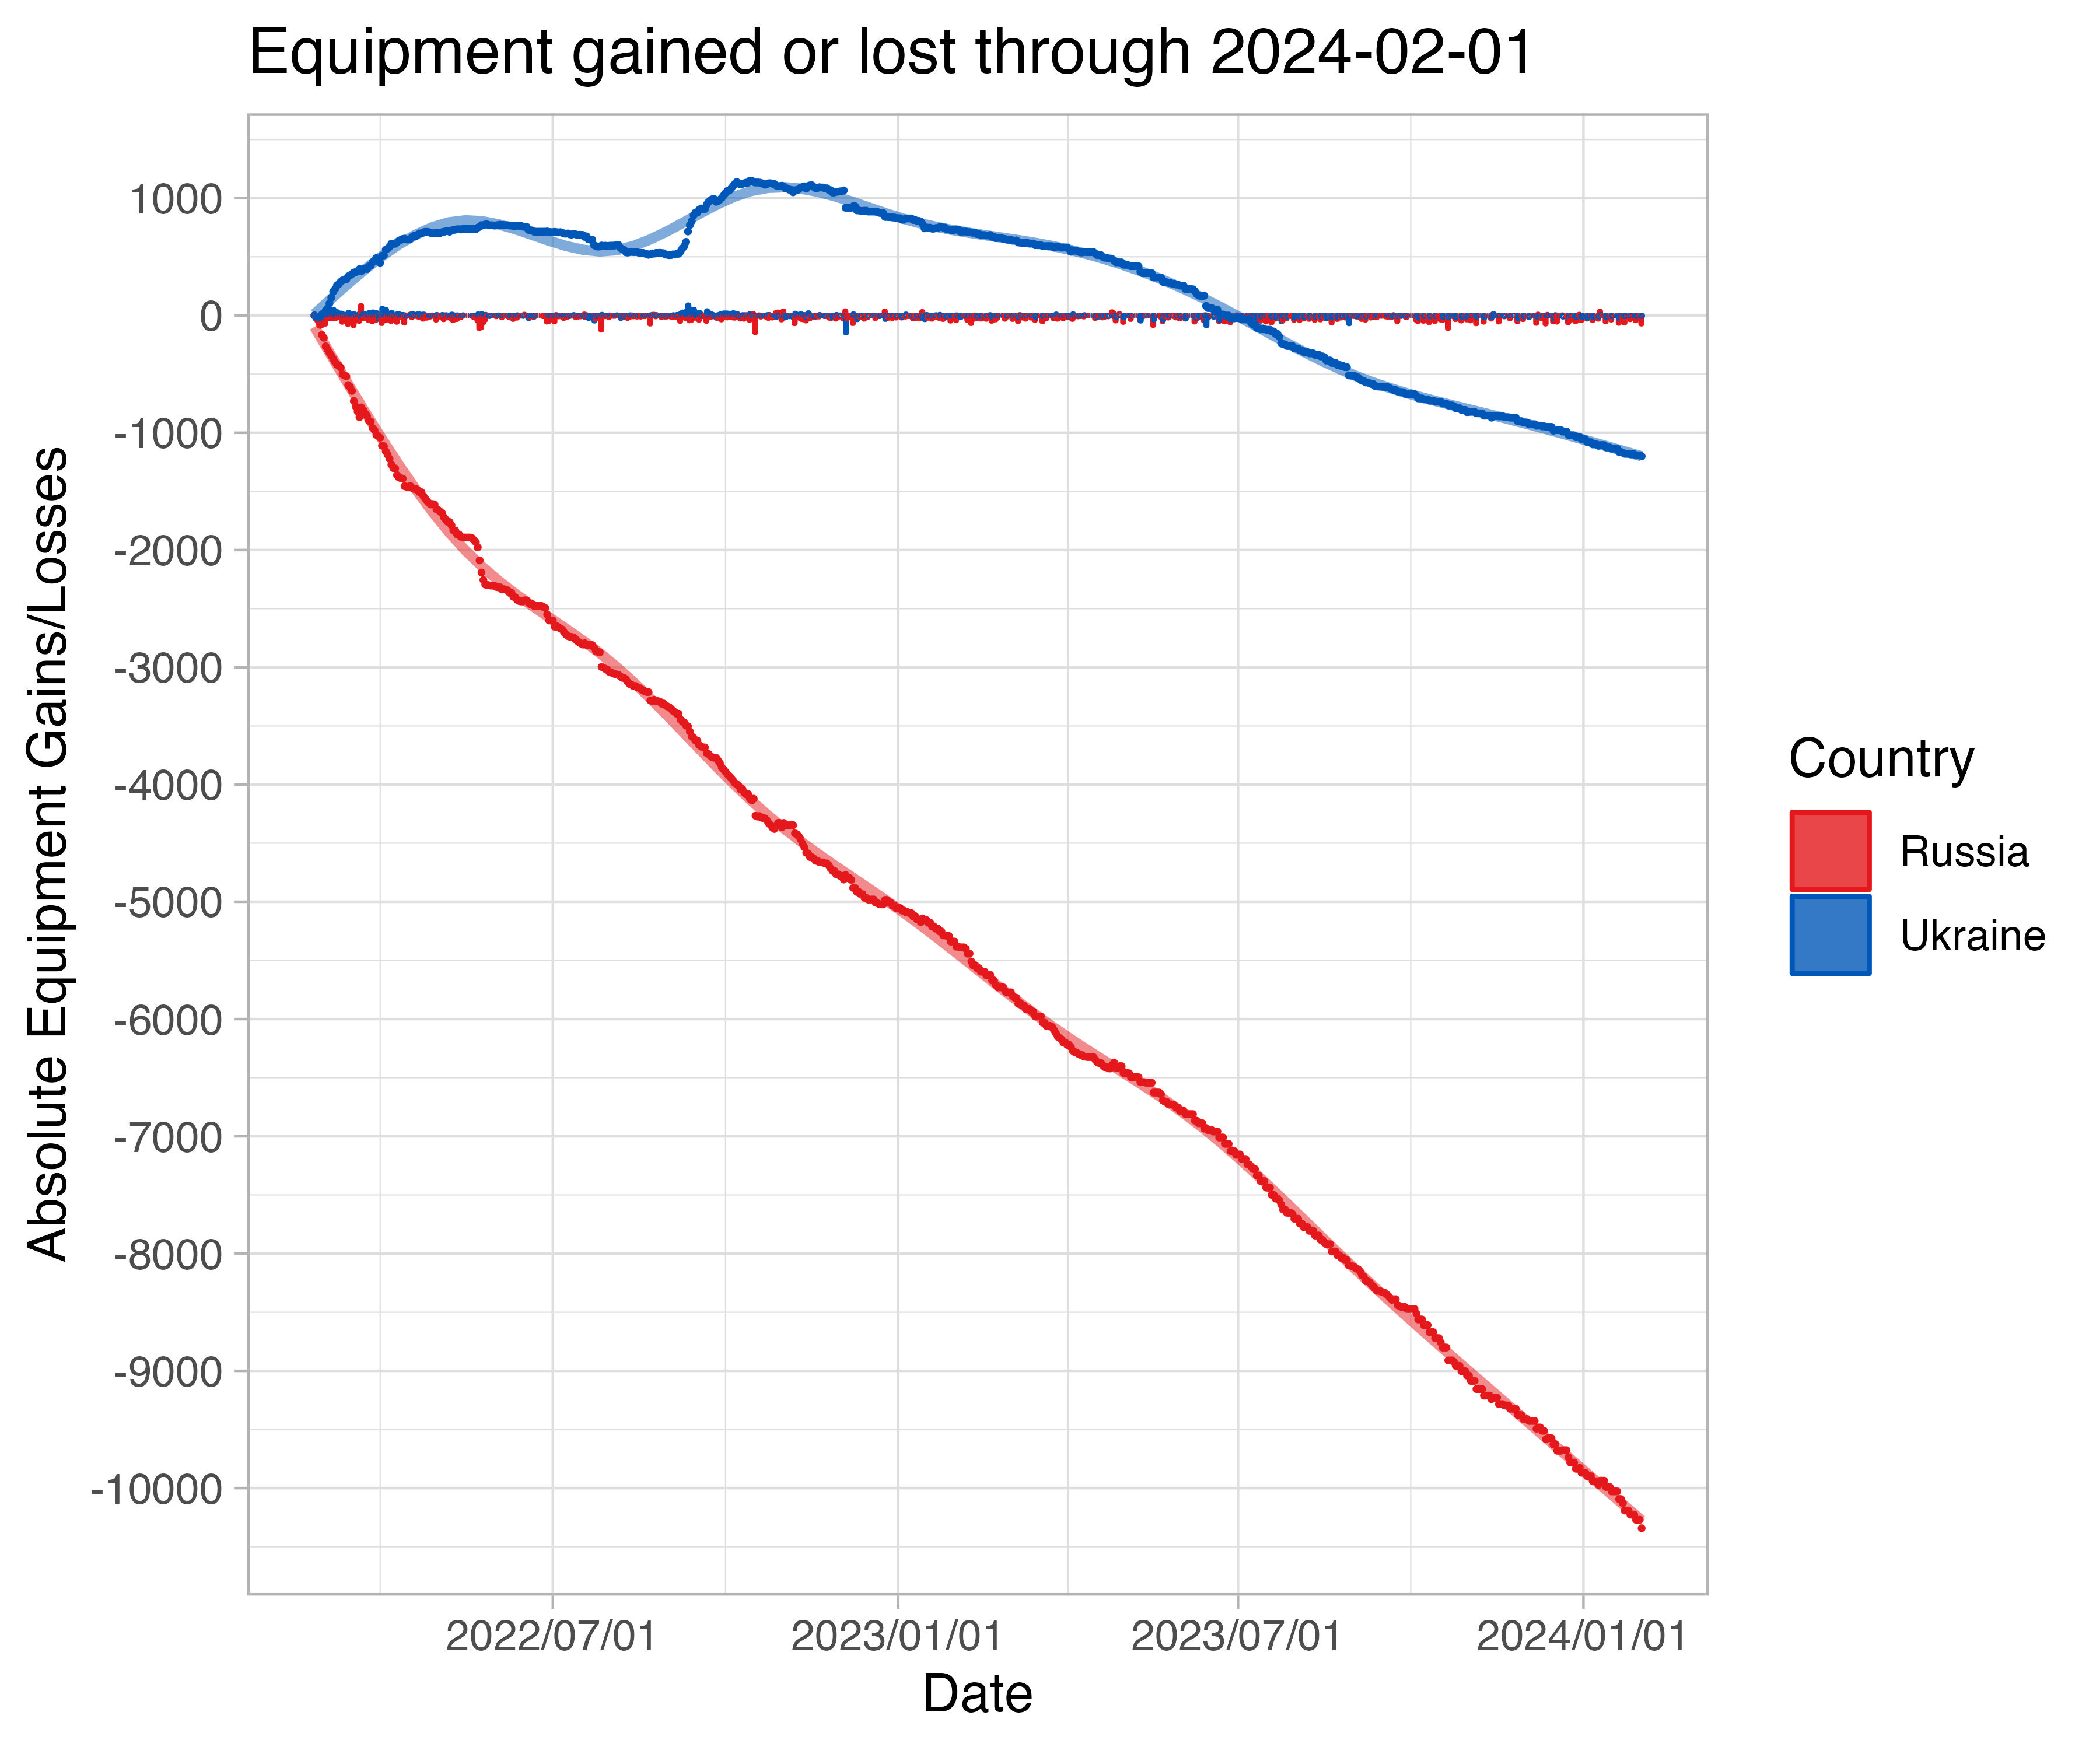 Equipment gained or lost through 2024-02-01
Absolute Equipment Gains/Losses
1000
0
-1000
-2000
-3000
-4000
-5000
-6000
-7000
-8000
-9000
-10000
2022/07/01
2023/01/01
2023/07/01
2024/01/01
Date
Country
Russia
Ukraine